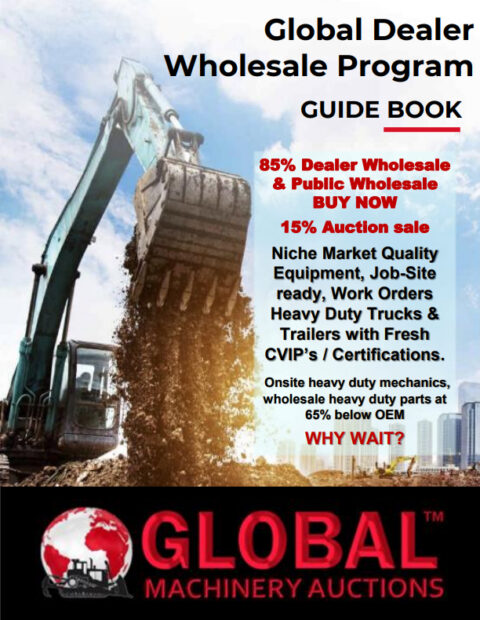 Global Dealer
Wholesale Program
GUIDE BOOK
85% Dealer Wholesale
& Public Wholesale
BUY NOW
15% Auction sale
Niche Market Quality
Equipment, Job-Site
ready, Work Orders
Heavy Duty Trucks &
Trailers with Fresh
CVIP's / Certifications.
Onsite heavy duty mechanics,
wholesale heavy duty parts at
65% below OEM
WHY WAIT?
GLOBAL™
MACHINERY AUCTIONS